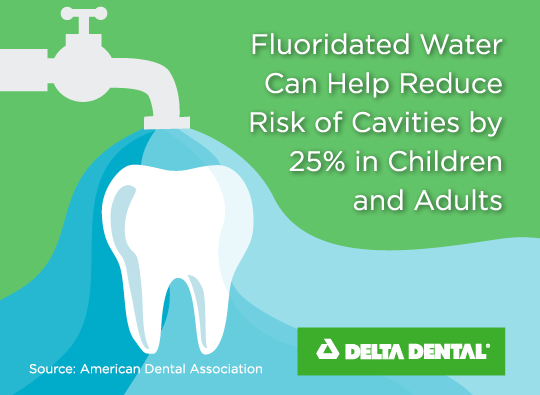 Fluoridated Water
Can Help Reduce
Risk of Cavities by
25% in Children
and Adults
Source: American Dental Association
DELTA DENTAL®